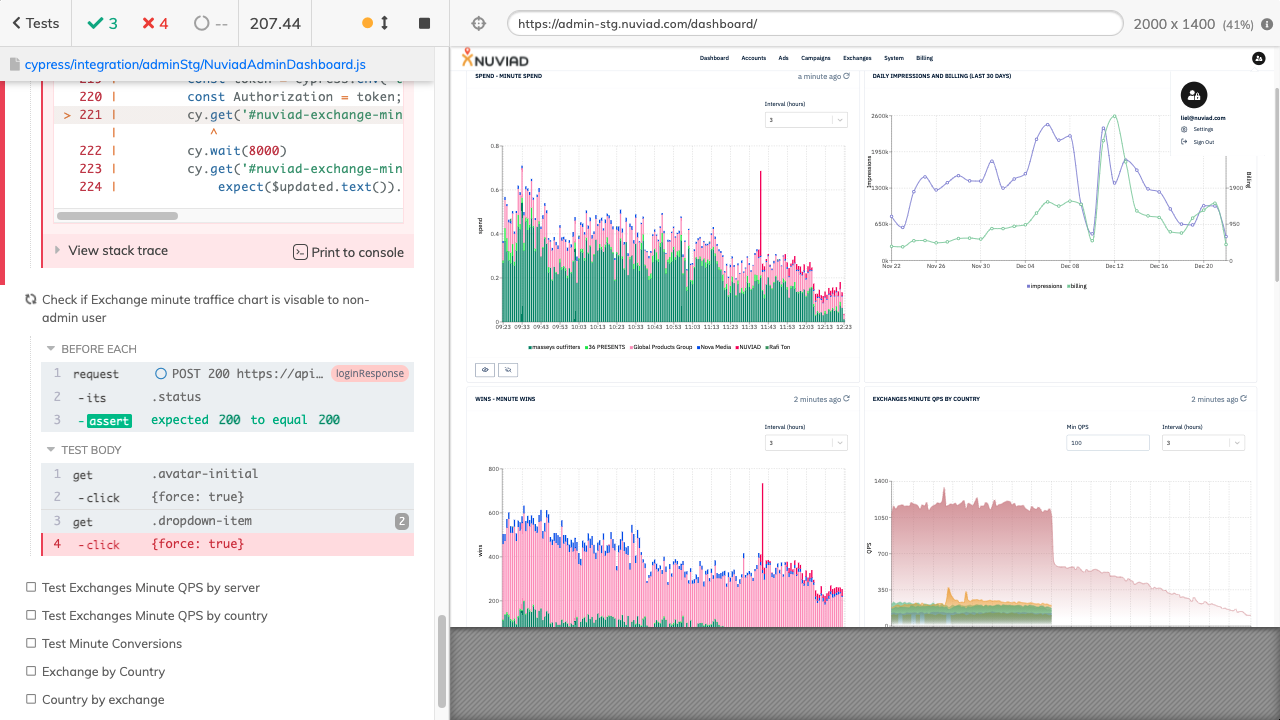 Tests
3
4
--
207.44
https://admin-stg.nuviad.com/dashboard/
2000 x 1400 (41%)
cypress/integration/adminStg/NuviadAdminDashboard.js
220 | const Authorization = token;
> 221 | cy.get('#nuviad-exchange-min
| ^
222 | cy.wait(8000)
223 | cy.get('#nuviad-exchange-min
224 | expect($updated.text()).
View stack trace
Print to console
Check if Exchange minute traffice chart is visable to non-
admin user
BEFORE EACH
1 request POST 200 https://api... loginResponse
2 -its .status
3 -assert expected 200 to equal 200
TEST BODY
1 get .avatar-initial
2 -click {force: true}
3 get .dropdown-item 2
4 -click {force: true}
Test Exchanges Minute QPS by server
Test Exchanges Minute QPS by country
Test Minute Conversions
Exchange by Country
Country by exchange
NUVIAD
Dashboard Accounts Ads Campaigns Exchanges System Billing
SPEND - MINUTE SPEND
a minute ago
Interval (hours)
3
0.8
0.6
0.4
0.2
0
spend
09:23 09:33 09:43 09:53 10:03 10:13 10:23 10:33 10:43 10:53 11:03 11:13 11:23 11:33 11:43 11:53 12:03 12:13 12:23
masseys outfitters 36 PRESENTS Global Products Group Nova Media NUVIAD Rafi Ton
DAILY IMPRESSIONS AND BILLING (LAST 30 DAYS)
liel@nuviad.com
Settings
Sign Out
2600k
1950k
1300k
650k
0k
Impressions
1900
950
0
Billing
Nov 22 Nov 26 Nov 30 Dec 04 Dec 08 Dec 12 Dec 16 Dec 20
impressions billing
WINS - MINUTE WINS
2 minutes ago
Interval (hours)
3
800
600
400
200
wins
EXCHANGES MINUTE QPS BY COUNTRY
2 minutes ago
Min QPS
100
Interval (hours)
3
1400
1050
700
350
0
QPS